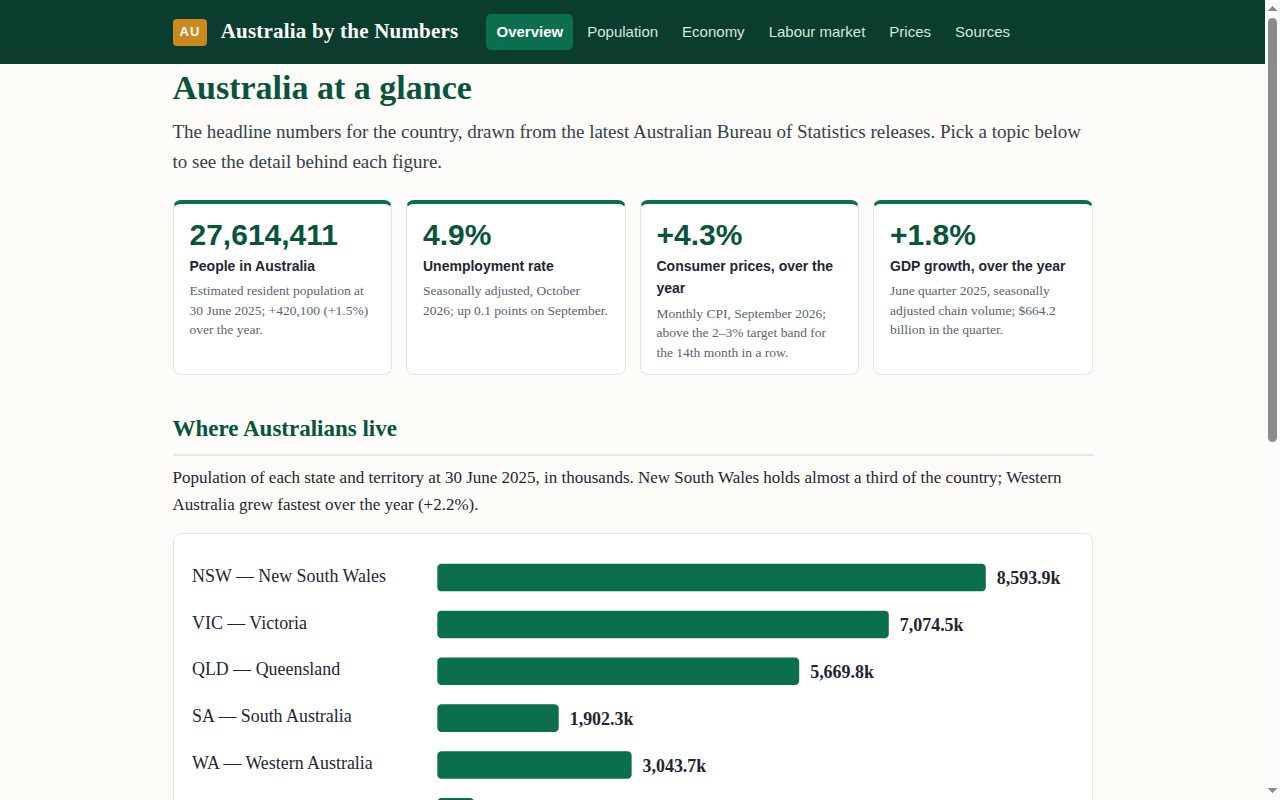 AU
Australia by the Numbers
Overview
Population
Economy
Labour market
Prices
Sources
Australia at a glance
The headline numbers for the country, drawn from the latest Australian Bureau of Statistics releases. Pick a topic below
to see the detail behind each figure.
27,614,411
People in Australia
Estimated resident population at
30 June 2025; +420,100 (+1.5%)
over the year.
4.9%
Unemployment rate
Seasonally adjusted, October
2026; up 0.1 points on September.
+4.3%
Consumer prices, over the
year
Monthly CPI, September 2026;
above the 2–3% target band for
the 14th month in a row.
+1.8%
GDP growth, over the year
June quarter 2025, seasonally
adjusted chain volume; $664.2
billion in the quarter.
Where Australians live
Population of each state and territory at 30 June 2025, in thousands. New South Wales holds almost a third of the country; Western
Australia grew fastest over the year (+2.2%).
NSW — New South Wales 8,593.9k
VIC — Victoria 7,074.5k
QLD — Queensland 5,669.8k
SA — South Australia 1,902.3k
WA — Western Australia 3,043.7k